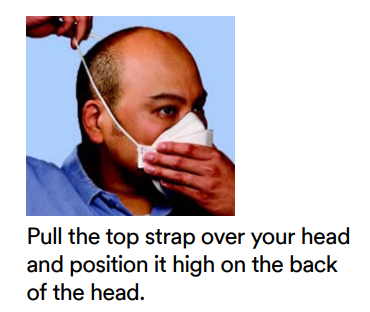 Pull the top strap over your head
and position it high on the back
of the head.